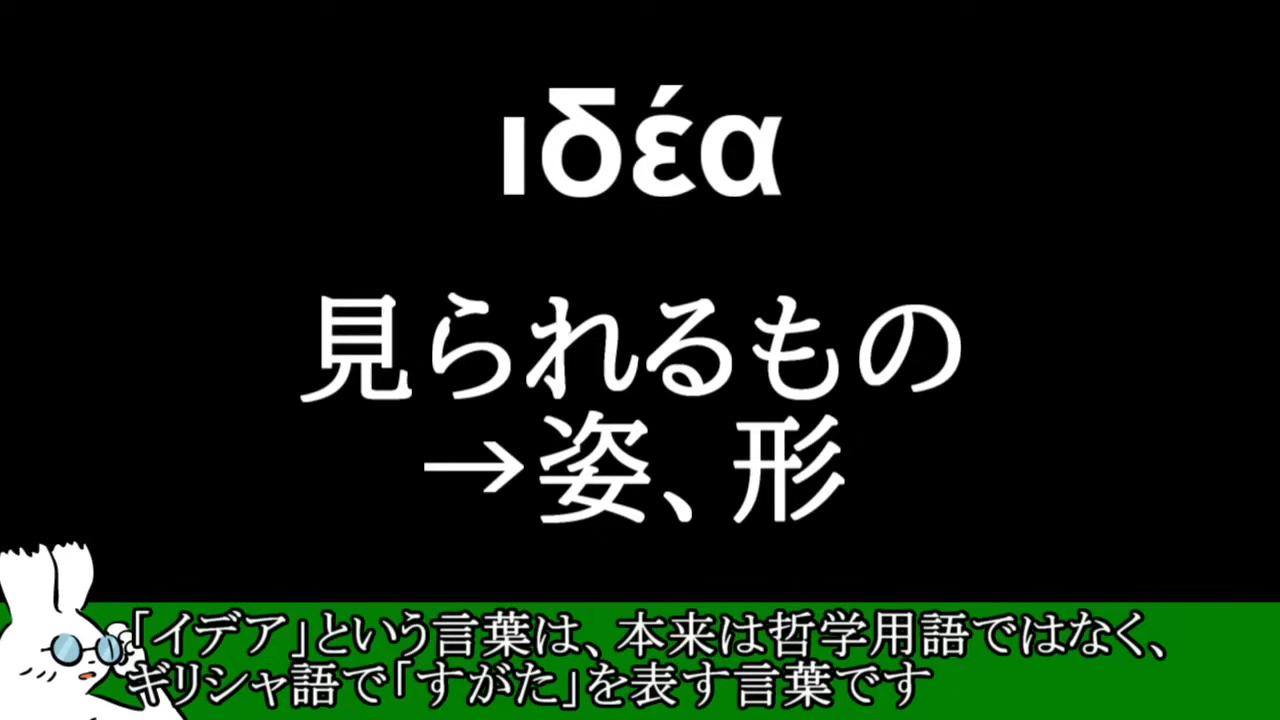 ιδέα
見られるもの
→姿、形
「イデア」という言葉は、本来は哲学用語ではなく、
ギリシャ語で「すがた」を表す言葉です